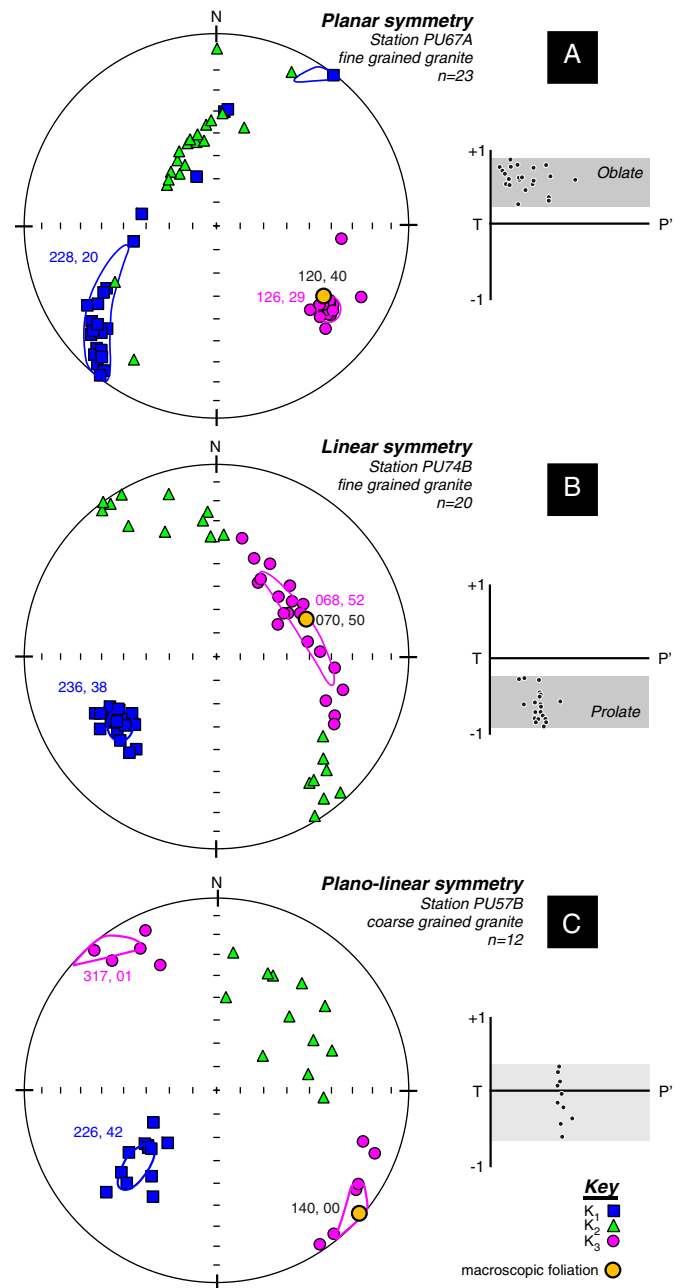 N
Planar symmetry
Station PU67A
fine grained granite
n=23
A
228, 20
120, 40
126, 29
+1
Oblate
T
P'
-1
N
Linear symmetry
Station PU74B
fine grained granite
n=20
B
068, 52
070, 50
236, 38
+1
T
P'
Prolate
-1
N
Plano-linear symmetry
Station PU57B
coarse grained granite
n=12
C
317, 01
226, 42
140, 00
+1
T
P'
-1
Key
K1
K2
K3
macroscopic foliation